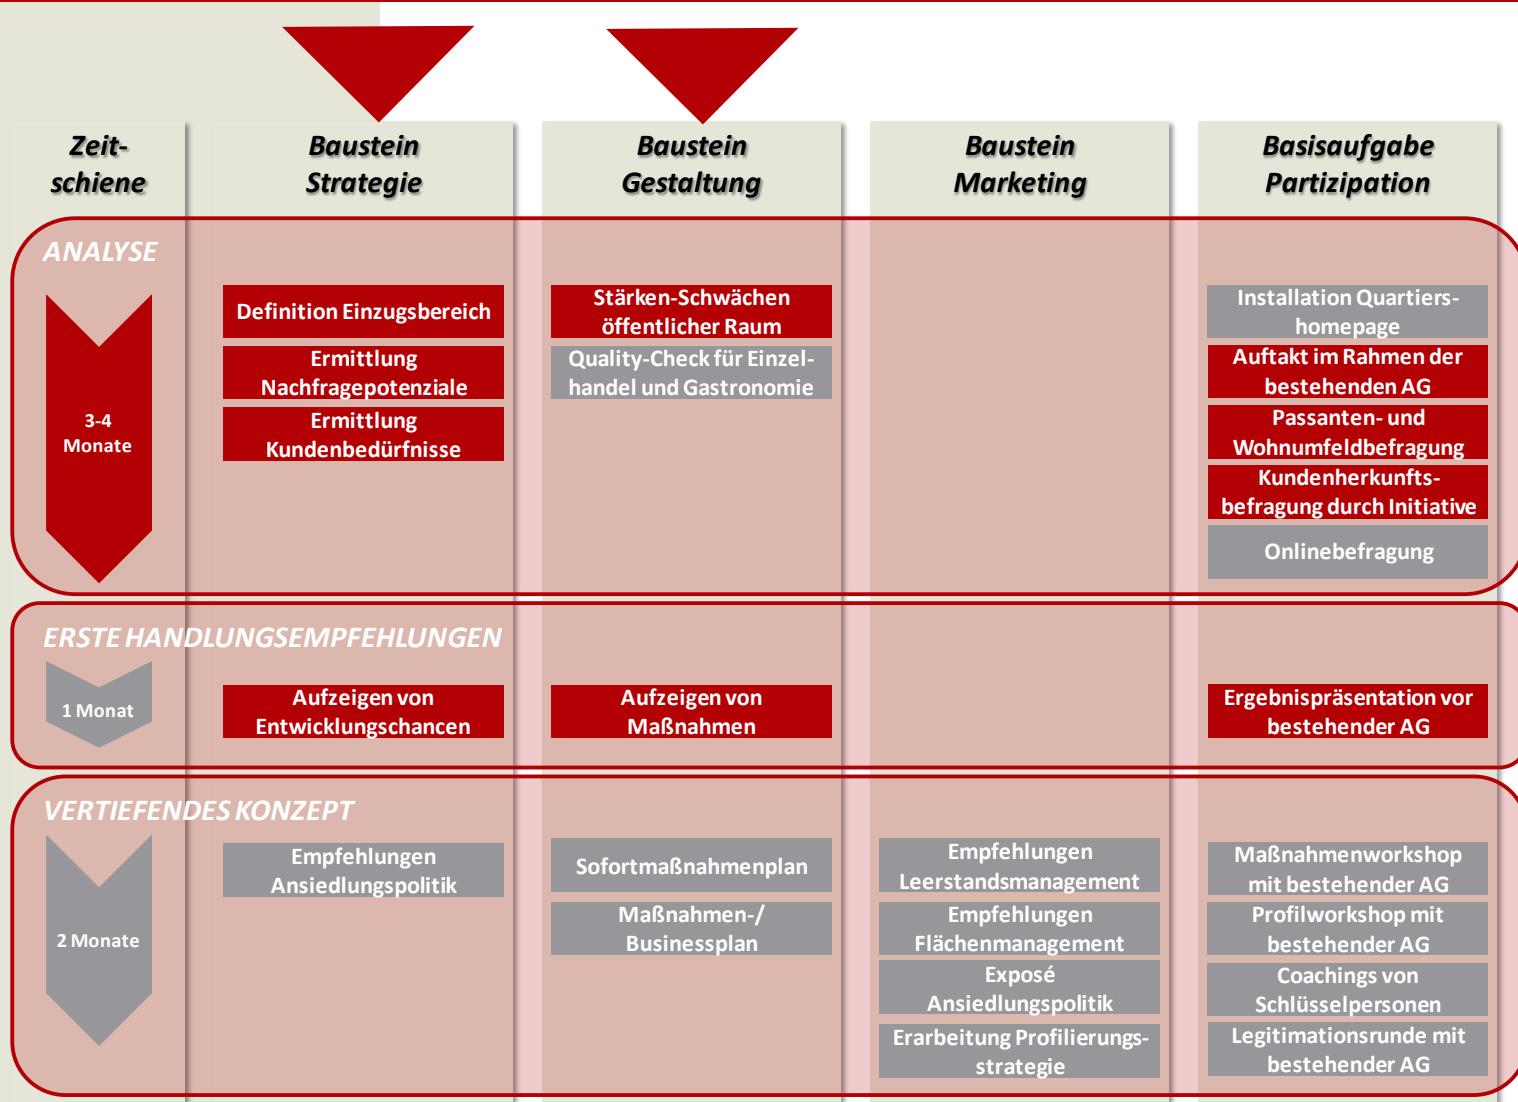 Zeit-
schiene
Baustein
Strategie
Baustein
Gestaltung
Baustein
Marketing
Basisaufgabe
Partizipation
ANALYSE
3-4
Monate
Definition Einzugsbereich
Ermittlung
Nachfragepotenziale
Ermittlung
Kundenbedürfnisse
Stärken-Schwächen
öffentlicher Raum
Quality-Check für Einzel-
handel und Gastronomie
Installation Quartiers-
homepage
Auftakt im Rahmen der
bestehenden AG
Passanten- und
Wohnumfeldbefragung
Kundenherkunfts-
befragung durch Initiative
Onlinebefragung
ERSTE HANDLUNGSEMPFEHLUNGEN
1 Monat
Aufzeigen von
Entwicklungschancen
Aufzeigen von
Maßnahmen
Ergebnispräsentation vor
bestehender AG
VERTIEFENDES KONZEPT
2 Monate
Empfehlungen
Ansiedlungspolitik
Sofortmaßnahmenplan
Maßnahmen-/
Businessplan
Empfehlungen
Leerstandsmanagement
Empfehlungen
Flächenmanagement
Exposé
Ansiedlungspolitik
Erarbeitung Profilierungs-
strategie
Maßnahmenworkshop
mit bestehender AG
Profilworkshop mit
bestehender AG
Coachings von
Schlüsselpersonen
Legitimationsrunde mit
bestehender AG